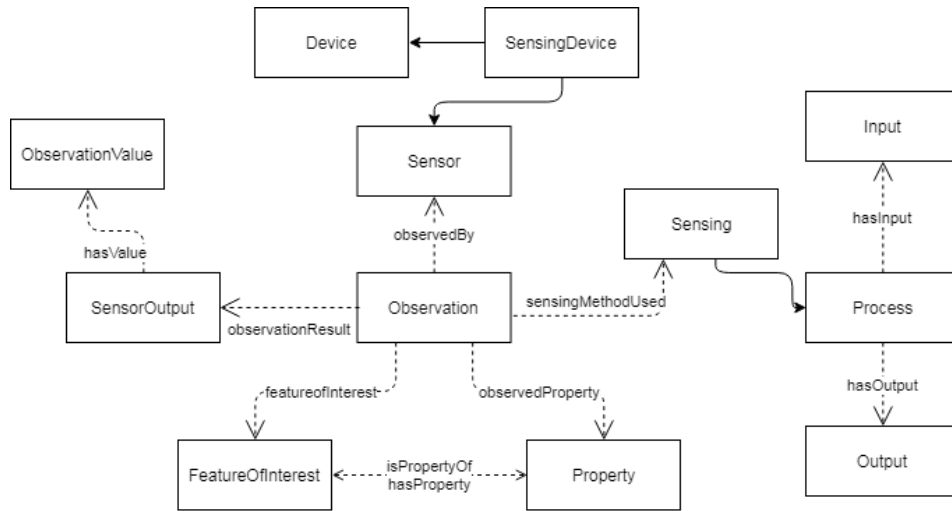 Device
SensingDevice
Input
ObservationValue
Sensor
Sensing
hasInput
observedBy
hasValue
SensorOutput
Observation
sensingMethodUsed
Process
observationResult
featureofInterest
observedProperty
hasOutput
FeatureOfInterest
isPropertyOf
hasProperty
Property
Output